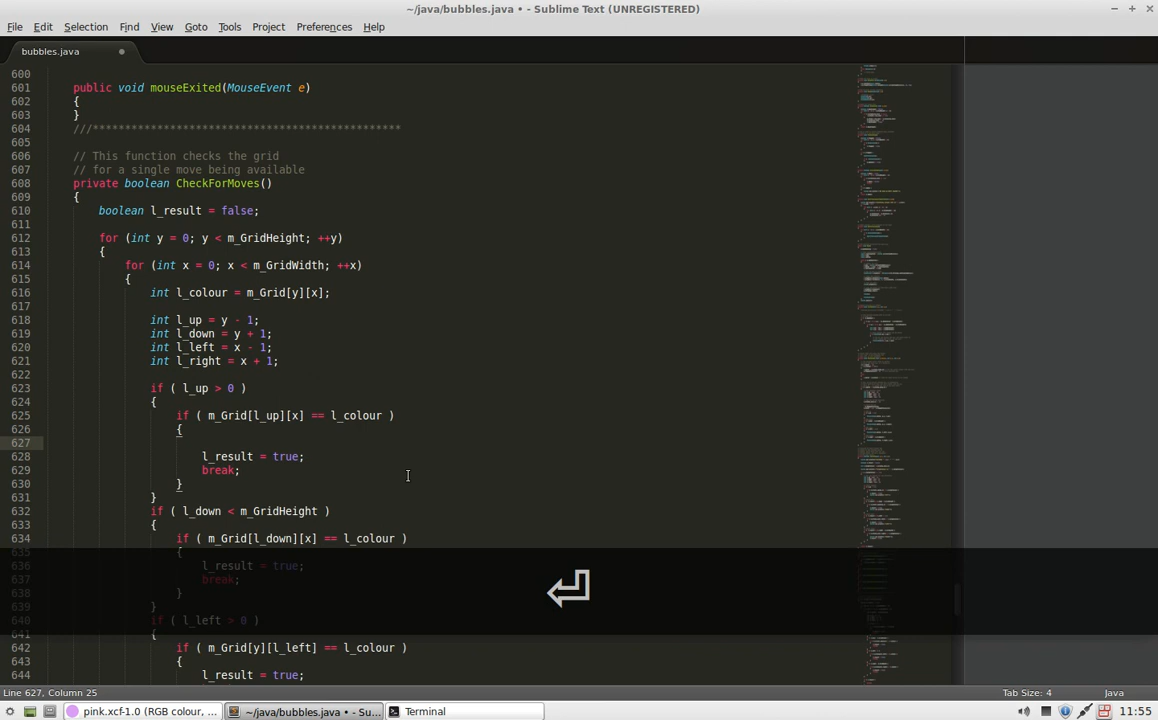 ~/java/bubbles.java • - Sublime Text (UNREGISTERED)
File Edit Selection Find View Goto Tools Project Preferences Help
bubbles.java
600
601 public void mouseExited(MouseEvent e)
602 {
603 }
604 ///************************************************
605
606 // This function checks the grid
607 // for a single move being available
608 private boolean CheckForMoves()
609 {
610 boolean l_result = false;
611
612 for (int y = 0; y < m_GridHeight; ++y)
613 {
614 for (int x = 0; x < m_GridWidth; ++x)
615 {
616 int l_colour = m_Grid[y][x];
617
618 int l_up = y - 1;
619 int l_down = y + 1;
620 int l_left = x - 1;
621 int l_right = x + 1;
622
623 if ( l_up > 0 )
624 {
625 if ( m_Grid[l_up][x] == l_colour )
626 {
627
628 l_result = true;
629 break;
630 }
631 }
632 if ( l_down < m_GridHeight )
633 {
634 if ( m_Grid[l_down][x] == l_colour )
635 {
636 l_result = true;
637 break;
638 }
639 }
640 if ( l_left > 0 )
641 {
642 if ( m_Grid[y][l_left] == l_colour )
643 {
644 l_result = true;
Line 627, Column 25 Tab Size: 4 Java
pink.xcf-1.0 (RGB colour, ... ~/java/bubbles.java • - Su... Terminal 11:55